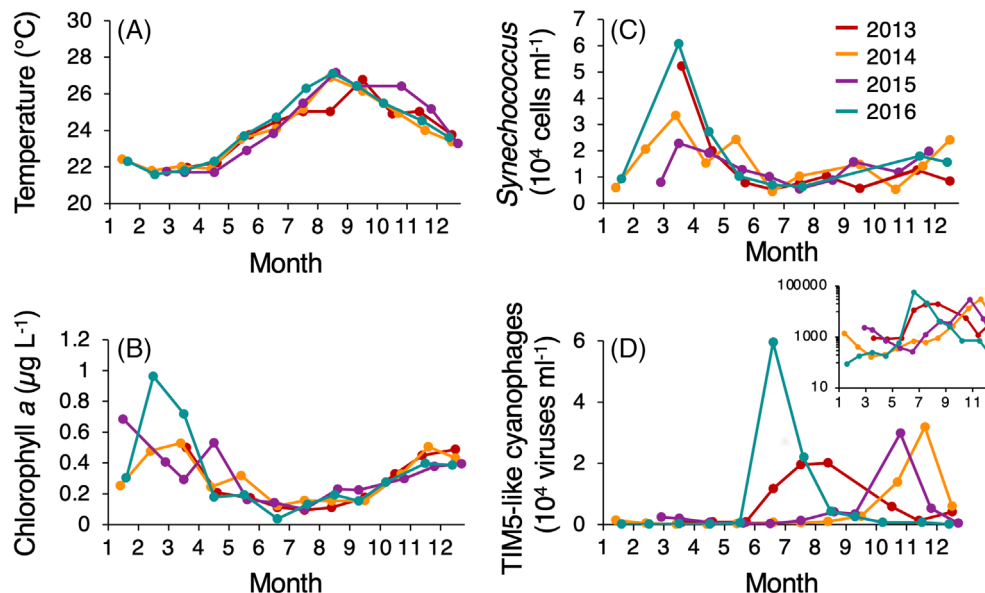 (A)
Temperature (°C)
30
28
26
24
22
20
1 2 3 4 5 6 7 8 9 10 11 12
Month
(B)
Chlorophyll a (µg L-1)
1.2
1
0.8
0.6
0.4
0.2
0
1 2 3 4 5 6 7 8 9 10 11 12
Month
(C)
Synechococcus
(10⁴ cells ml-1)
7
6
5
4
3
2
1
0
1 2 3 4 5 6 7 8 9 10 11 12
Month
2013
2014
2015
2016
(D)
TIM5-like cyanophages
(10⁴ viruses ml-1)
6
4
2
0
1 2 3 4 5 6 7 8 9 10 11 12
Month
100000
1000
10
1 3 5 7 9 11